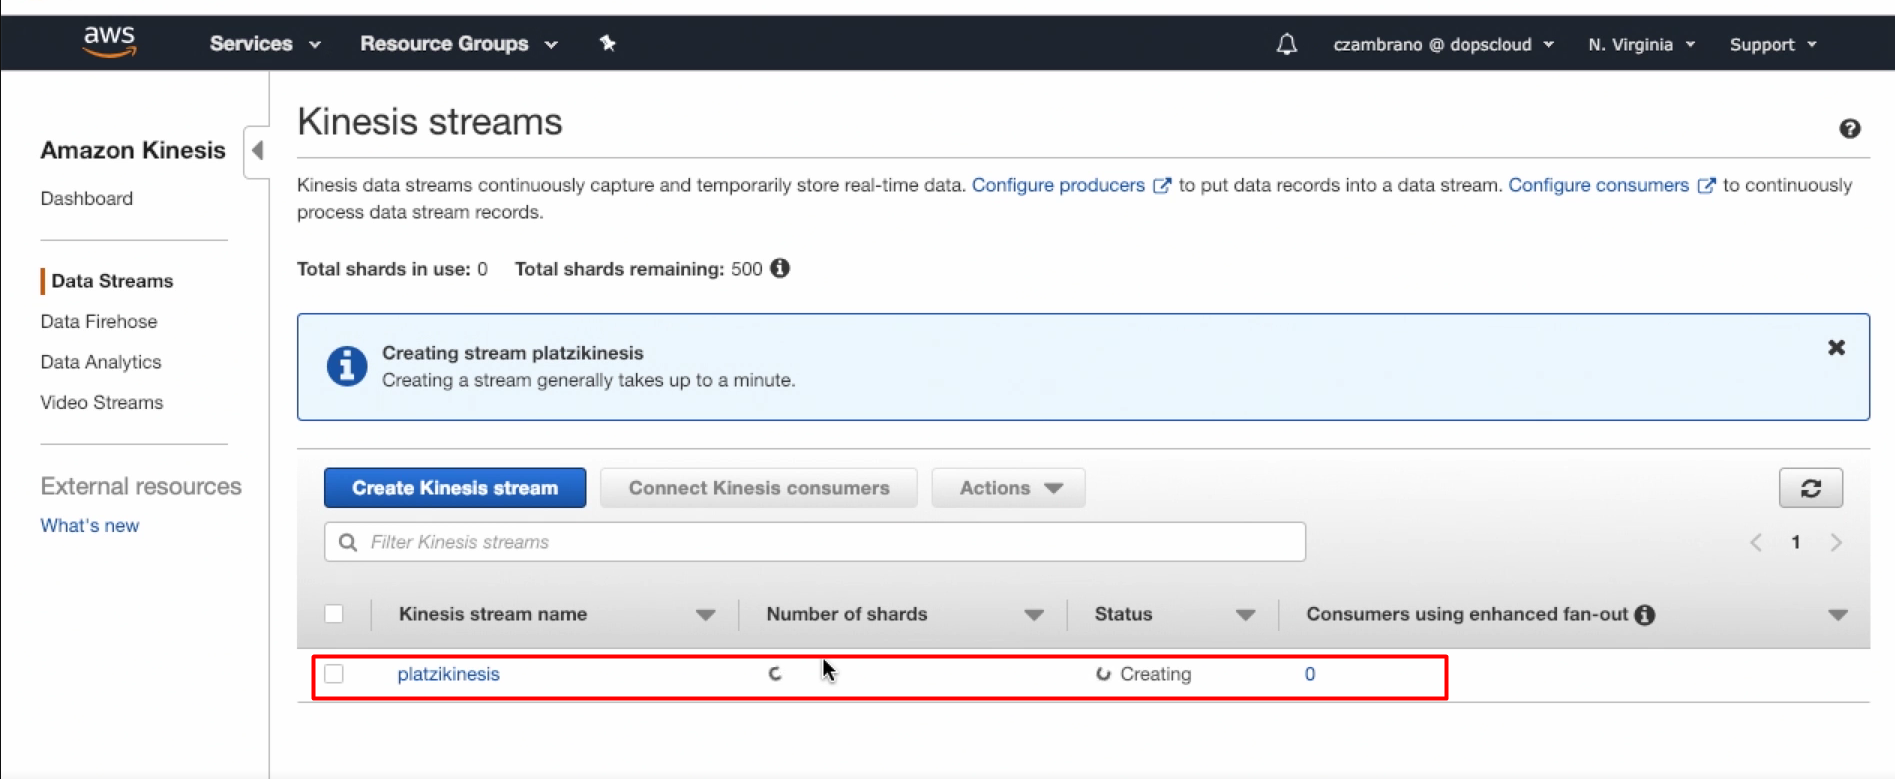 aws Services Resource Groups czambrano @ dopscloud N. Virginia Support
Amazon Kinesis
Dashboard
Data Streams
Data Firehose
Data Analytics
Video Streams
External resources
What's new
Kinesis streams
Kinesis data streams continuously capture and temporarily store real-time data. Configure producers to put data records into a data stream. Configure consumers to continuously
process data stream records.
Total shards in use: 0 Total shards remaining: 500
Creating stream platzikinesis
Creating a stream generally takes up to a minute.
Create Kinesis stream Connect Kinesis consumers Actions
Filter Kinesis streams 1
Kinesis stream name Number of shards Status Consumers using enhanced fan-out
platzikinesis Creating 0